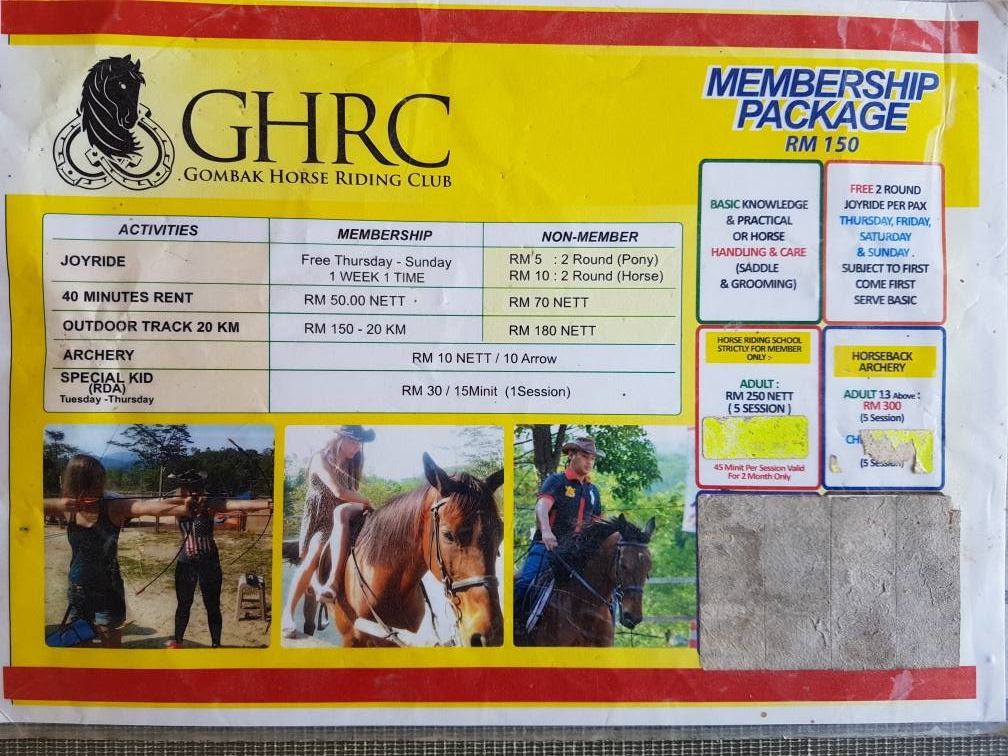 GHRC
GOMBAK HORSE RIDING CLUB
MEMBERSHIP
PACKAGE
RM 150
ACTIVITIES MEMBERSHIP NON-MEMBER
JOYRIDE
Free Thursday - Sunday
1 WEEK 1 TIME
RM 5 : 2 Round (Pony)
RM 10 : 2 Round (Horse)
40 MINUTES RENT RM 50.00 NETT RM 70 NETT
OUTDOOR TRACK 20 KM RM 150 - 20 KM RM 180 NETT
ARCHERY RM 10 NETT / 10 Arrow
SPECIAL KID
(RDA)
Tuesday -Thursday
RM 30 / 15Minit (1Session)
BASIC KNOWLEDGE
& PRACTICAL
OR HORSE
HANDLING & CARE
(SADDLE
& GROOMING)
FREE 2 ROUND
JOYRIDE PER PAX
THURSDAY, FRIDAY,
SATURDAY
& SUNDAY .
SUBJECT TO FIRST
COME FIRST
SERVE BASIC
HORSE RIDING SCHOOL
STRICTLY FOR MEMBER
ONLY :-
ADULT :
RM 250 NETT
( 5 SESSION )
45 Minit Per Session Valid
For 2 Month Only
HORSEBACK
ARCHERY
ADULT 13 Above :
RM 300
(5 Session)
(5 Session)